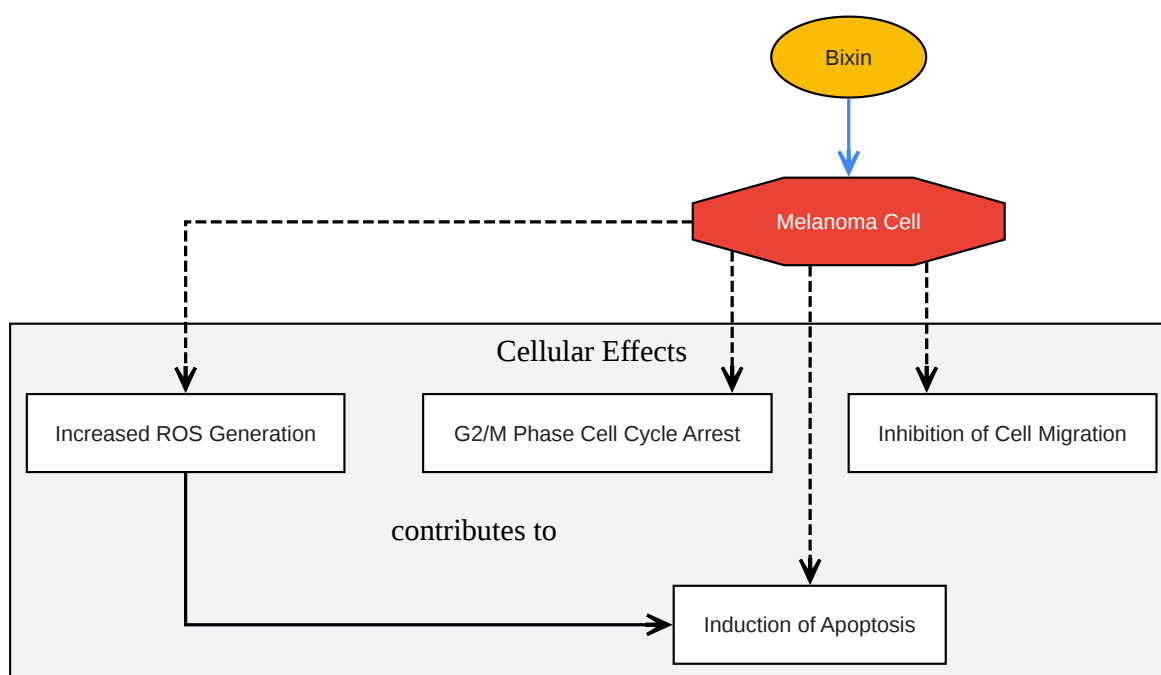 Bixin
Melanoma Cell
Cellular Effects
Increased ROS Generation
G2/M Phase Cell Cycle Arrest
Inhibition of Cell Migration
contributes to
Induction of Apoptosis